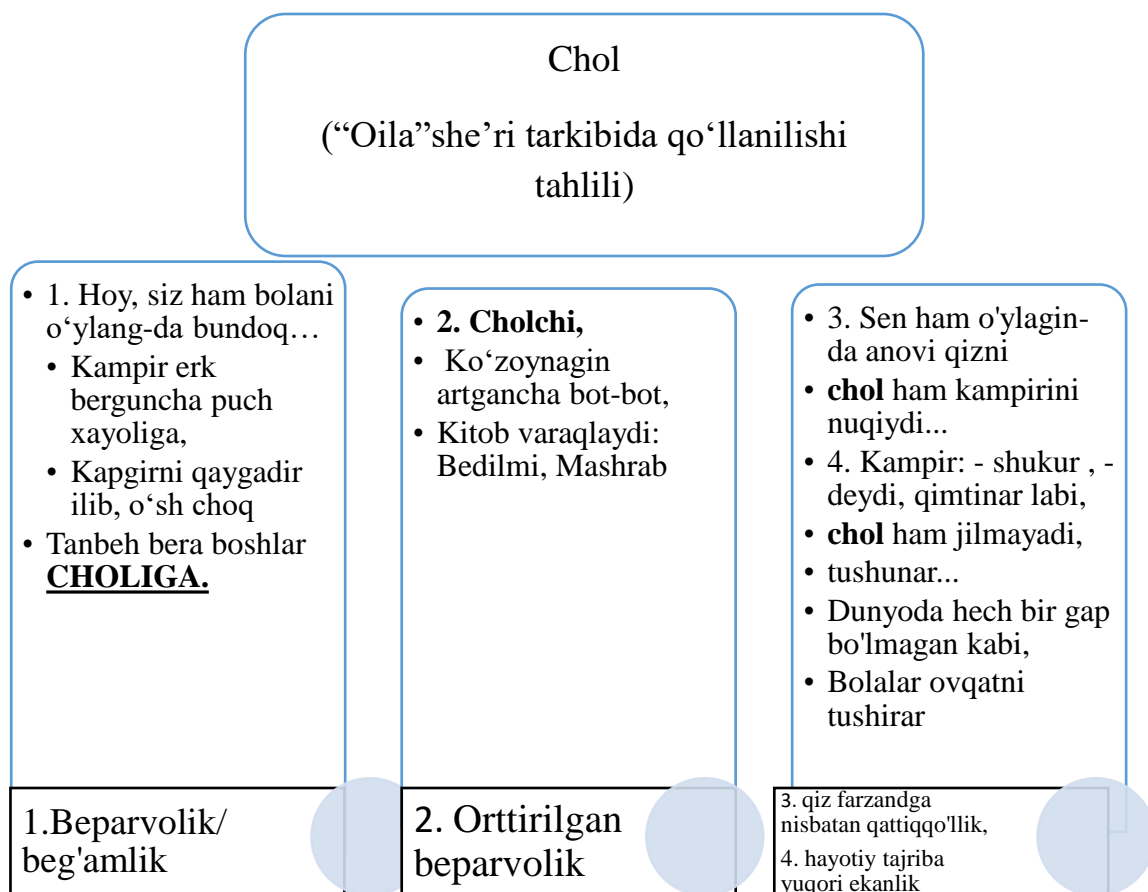 Chol
(“Oila”she’ri tarkibida qo‘llanilishi
tahlili)
• 1. Hoy, siz ham bolani
o‘ylang-da bundoq…
• Kampir erk
berguncha puch
xayoliga,
• Kapgirni qaygadir
ilib, o‘sh choq
• Tanbeh bera boshlar
CHOLIGA.
1.Beparvolik/
beg'amlik
• 2. Cholchi,
• Ko‘zoynagin
artgancha bot-bot,
• Kitob varaqlaydi:
Bedilmi, Mashrab
2. Orttirilgan
beparvolik
• 3. Sen ham o'ylagin-
da anovi qizni
• chol ham kampirini
nuqiydi...
• 4. Kampir: - shukur , -
deydi, qimtinar labi,
• chol ham jilmayadi,
• tushunar...
• Dunyoda hech bir gap
bo'lmagan kabi,
• Bolalar ovqatni
tushirar
3. qiz farzandga
nisbatan qattiqqo'llik,
4. hayotiy tajriba
yuqori ekanlik